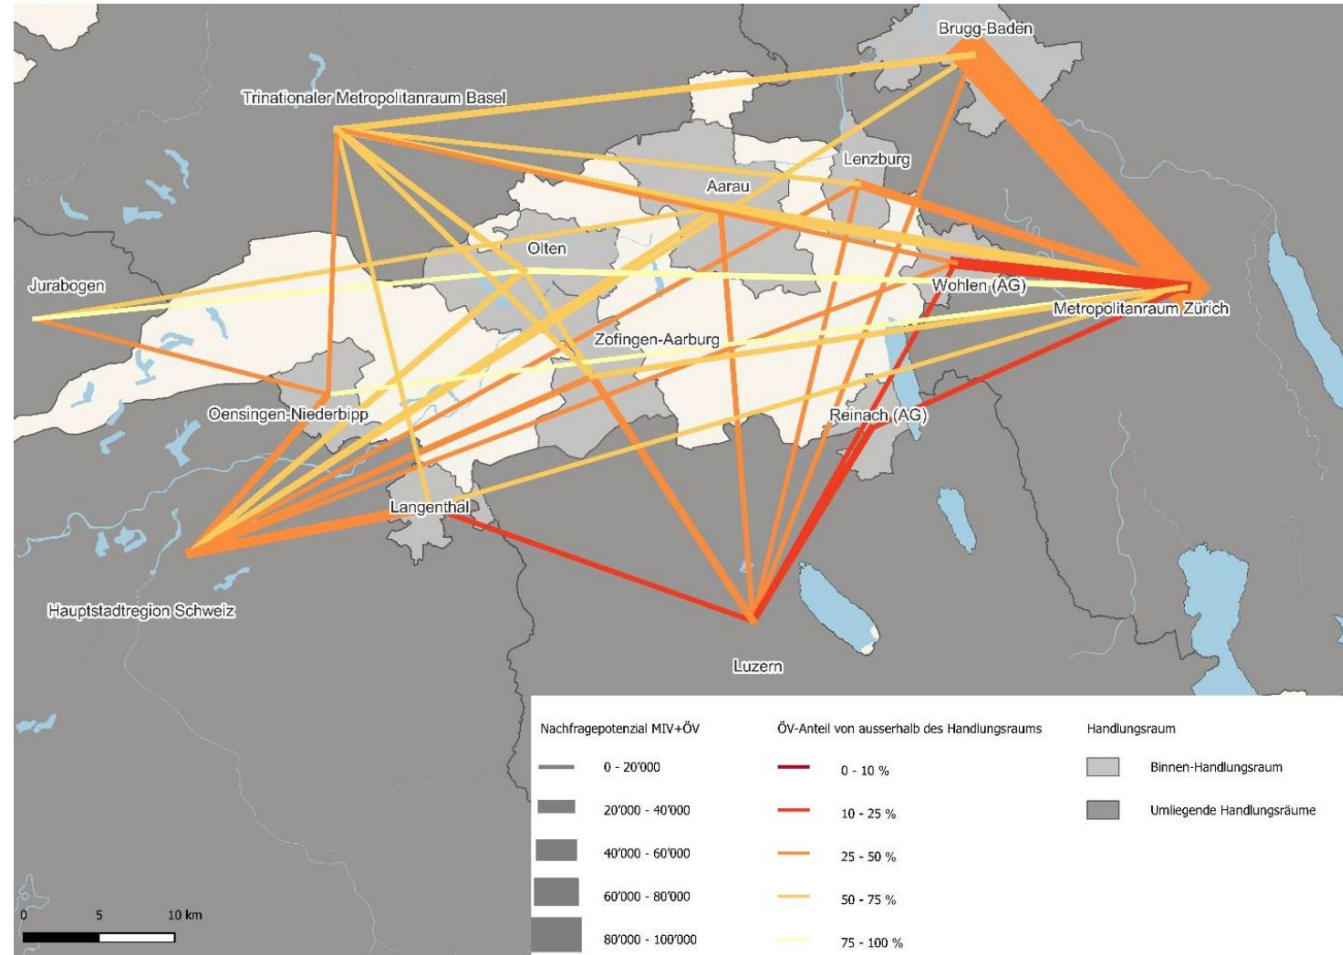 Brugg-Baden
Trinationaler Metropolitanraum Basel
Lenzburg
Aarau
Olten
Jurabogen
Wohlen (AG)
Metropolitanraum Zürich
Zofingen-Aarburg
Oensingen-Niederbipp
Reinach (AG)
Langenthal
Hauptstadtregion Schweiz
Luzern
Nachfragepotenzial MIV+ÖV
0 - 20'000
20'000 - 40'000
40'000 - 60'000
60'000 - 80'000
80'000 - 100'000
ÖV-Anteil von ausserhalb des Handlungsraums
0 - 10 %
10 - 25 %
25 - 50 %
50 - 75 %
75 - 100 %
Handlungsraum
Binnen-Handlungsraum
Umliegende Handlungsräume
0 5 10 km